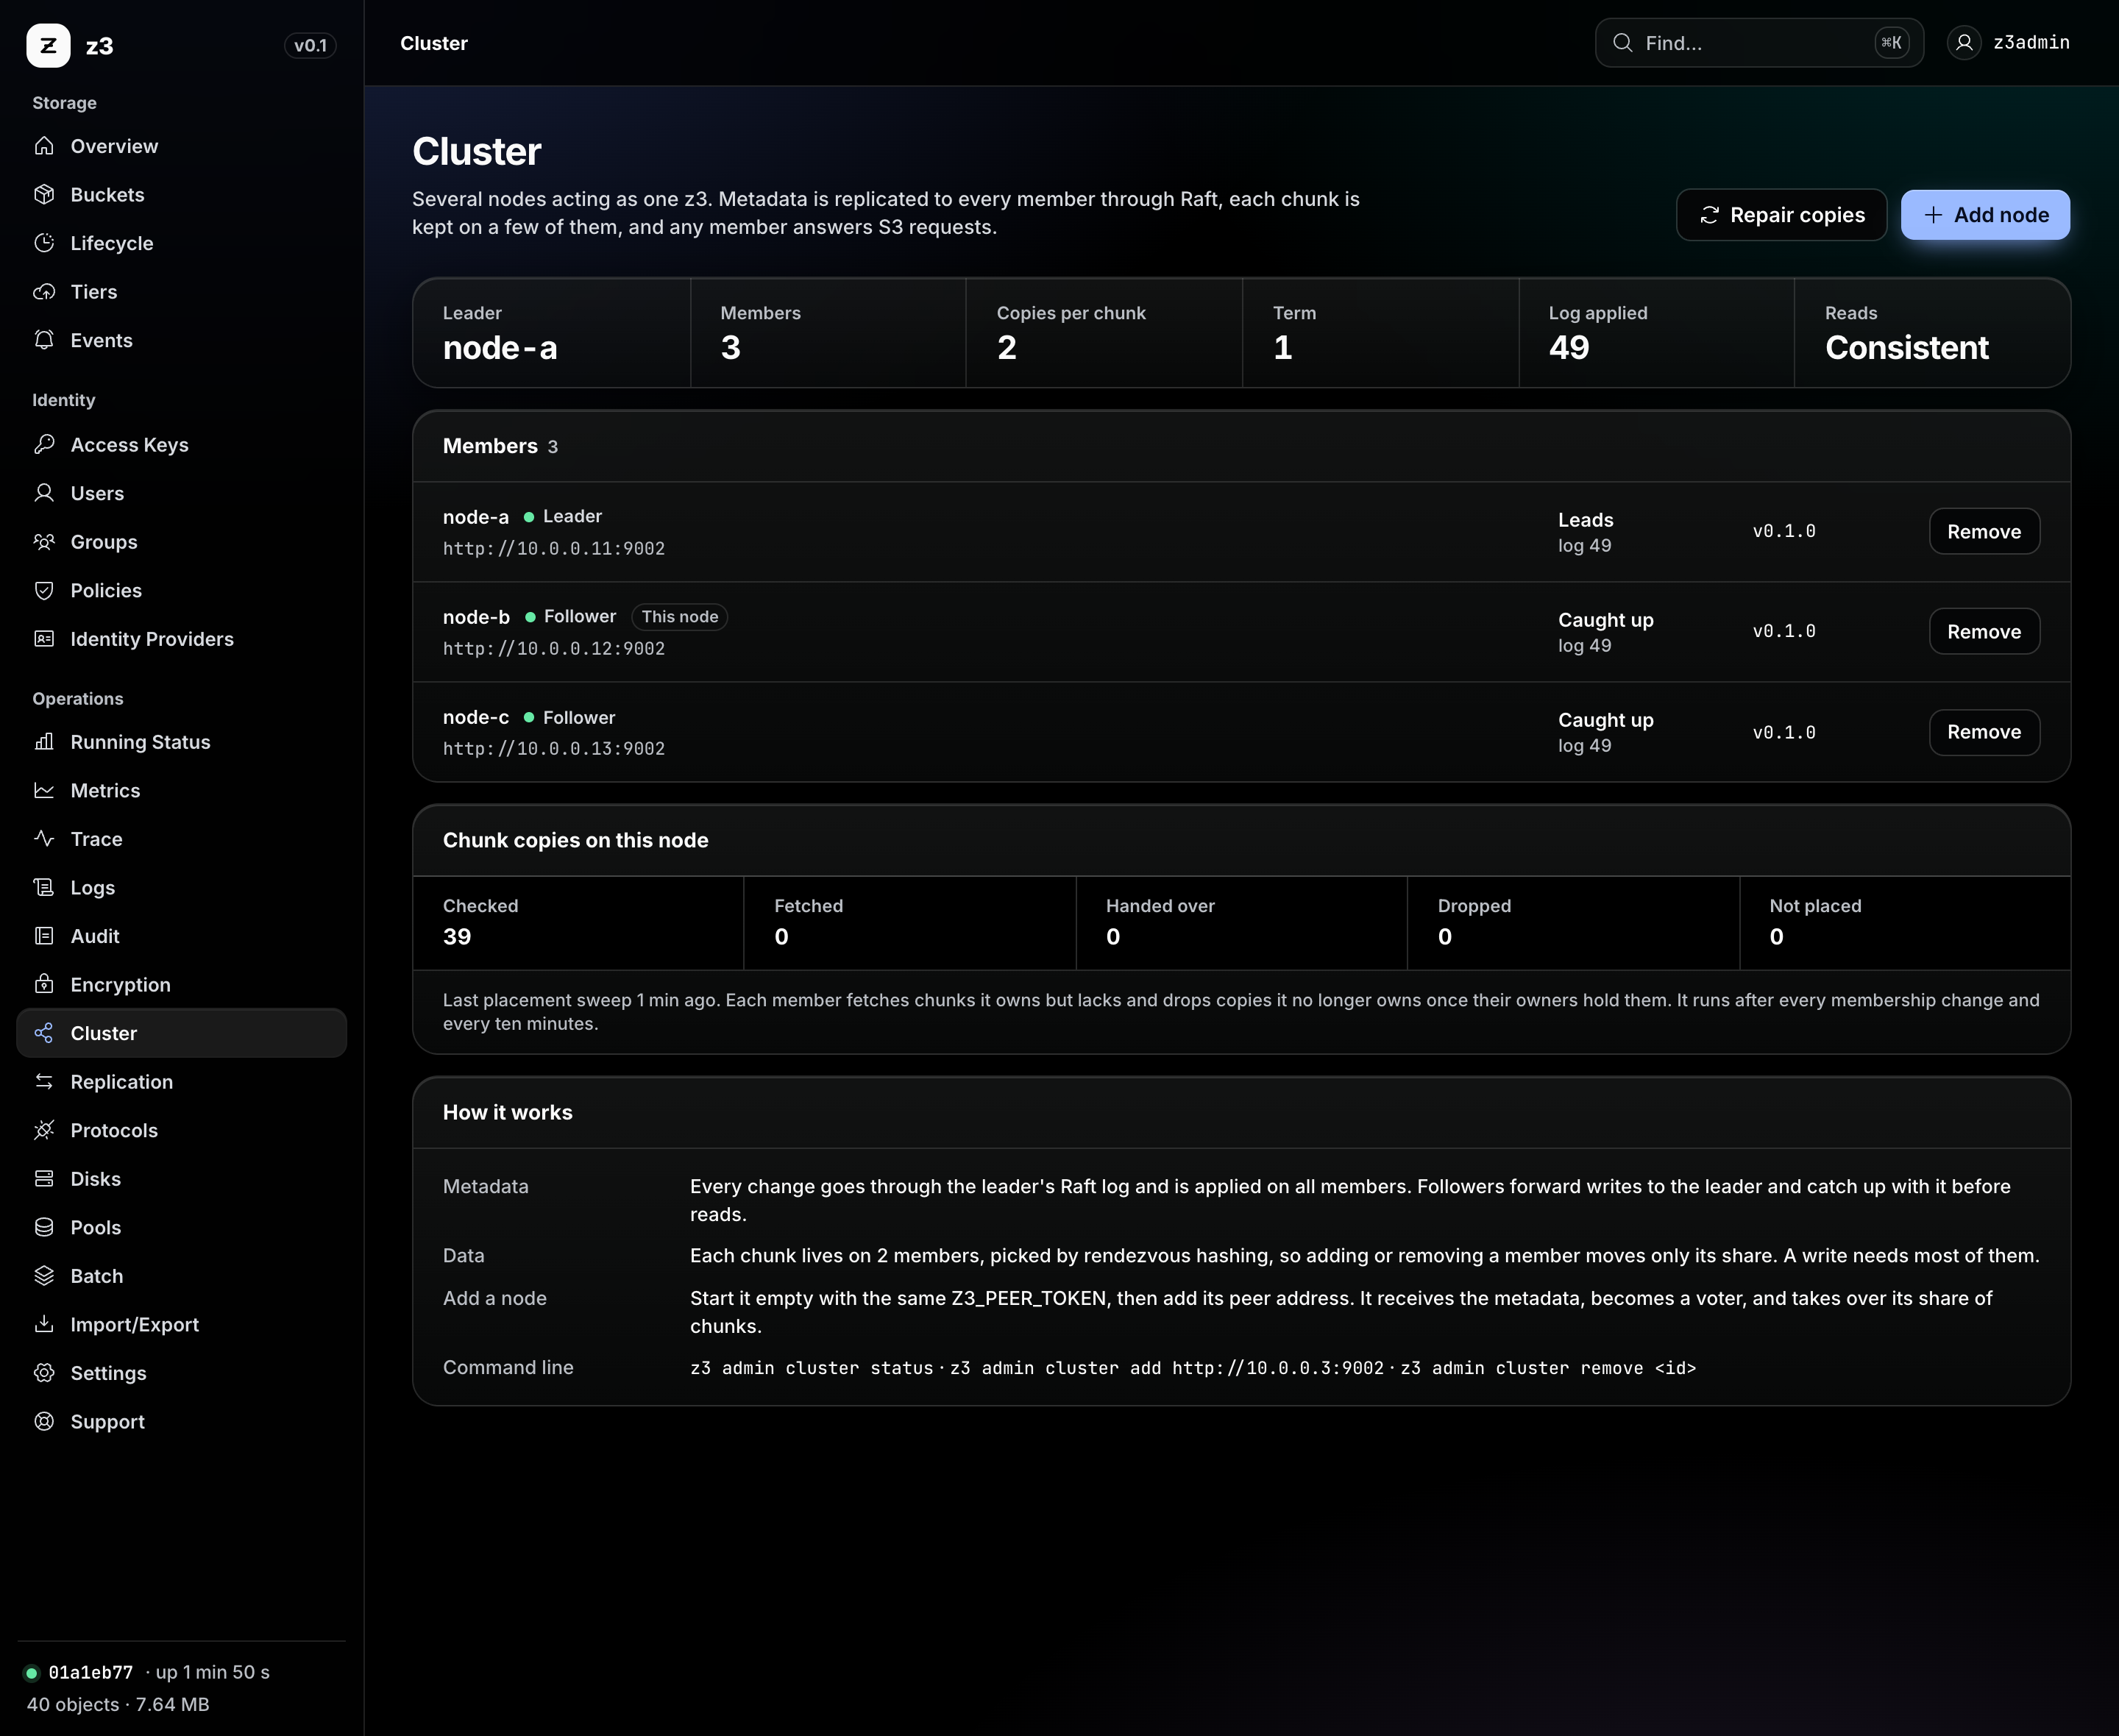 z3
v0.1
Storage
Overview
Buckets
Lifecycle
Tiers
Events
Identity
Access Keys
Users
Groups
Policies
Identity Providers
Operations
Running Status
Metrics
Trace
Logs
Audit
Encryption
Cluster
Replication
Protocols
Disks
Pools
Batch
Import/Export
Settings
Support
01a1eb77 · up 1 min 50 s
40 objects · 7.64 MB
Cluster
Find...
⌘K
z3admin
Cluster
Several nodes acting as one z3. Metadata is replicated to every member through Raft, each chunk is
kept on a few of them, and any member answers S3 requests.
Repair copies
Add node
Leader
node-a
Members
3
Copies per chunk
2
Term
1
Log applied
49
Reads
Consistent
Members 3
node-a Leader
http://10.0.0.11:9002
Leads
log 49
v0.1.0
Remove
node-b Follower This node
http://10.0.0.12:9002
Caught up
log 49
v0.1.0
Remove
node-c Follower
http://10.0.0.13:9002
Caught up
log 49
v0.1.0
Remove
Chunk copies on this node
Checked
39
Fetched
0
Handed over
0
Dropped
0
Not placed
0
Last placement sweep 1 min ago. Each member fetches chunks it owns but lacks and drops copies it no longer owns once their owners hold them. It runs after every membership change and
every ten minutes.
How it works
Metadata
Every change goes through the leader's Raft log and is applied on all members. Followers forward writes to the leader and catch up with it before
reads.
Data
Each chunk lives on 2 members, picked by rendezvous hashing, so adding or removing a member moves only its share. A write needs most of them.
Add a node
Start it empty with the same Z3_PEER_TOKEN, then add its peer address. It receives the metadata, becomes a voter, and takes over its share of
chunks.
Command line
z3 admin cluster status · z3 admin cluster add http://10.0.0.3:9002 · z3 admin cluster remove <id>